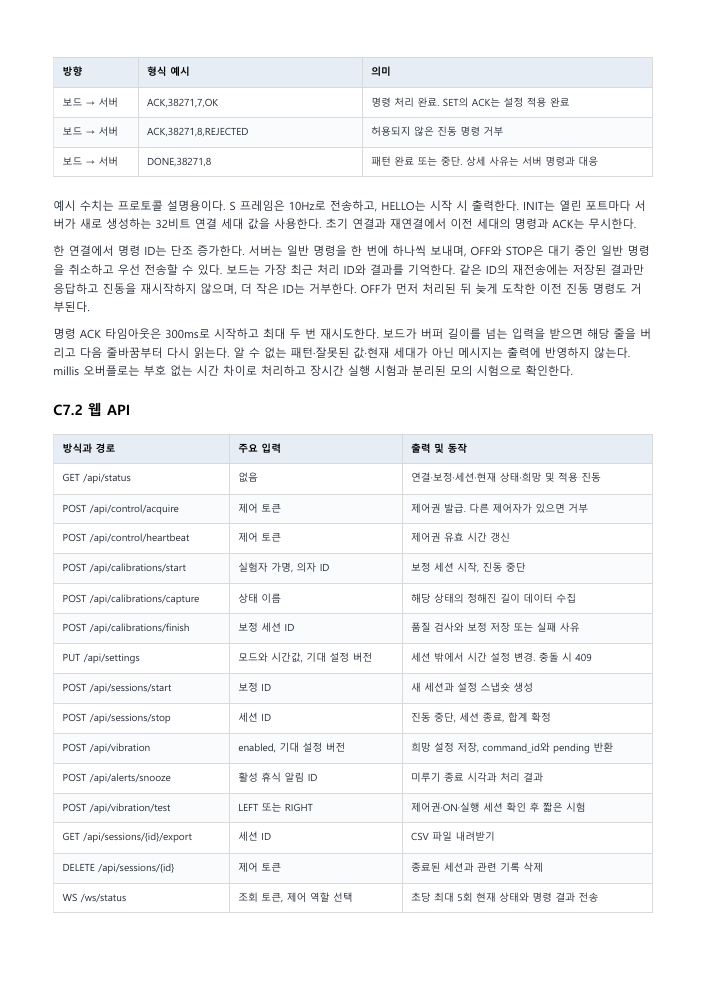 방향 형식 예시 의미
보드 → 서버 ACK,38271,7,OK 명령 처리 완료. SET의 ACK는 설정 적용 완료
보드 → 서버 ACK,38271,8,REJECTED 허용되지 않은 진동 명령 거부
보드 → 서버 DONE,38271,8 패턴 완료 또는 중단. 상세 사유는 서버 명령과 대응
예시 수치는 프로토콜 설명용이다. S 프레임은 10Hz로 전송하고, HELLO는 시작 시 출력한다. INIT는 열린 포트마다 서
버가 새로 생성하는 32비트 연결 세대 값을 사용한다. 초기 연결과 재연결에서 이전 세대의 명령과 ACK는 무시한다.
한 연결에서 명령 ID는 단조 증가한다. 서버는 일반 명령을 한 번에 하나씩 보내며, OFF와 STOP은 대기 중인 일반 명령
을 취소하고 우선 전송할 수 있다. 보드는 가장 최근 처리 ID와 결과를 기억한다. 같은 ID의 재전송에는 저장된 결과만
응답하고 진동을 재시작하지 않으며, 더 작은 ID는 거부한다. OFF가 먼저 처리된 뒤 늦게 도착한 이전 진동 명령도 거
부된다.
명령 ACK 타임아웃은 300ms로 시작하고 최대 두 번 재시도한다. 보드가 버퍼 길이를 넘는 입력을 받으면 해당 줄을 버
리고 다음 줄바꿈부터 다시 읽는다. 알 수 없는 패턴·잘못된 값·현재 세대가 아닌 메시지는 출력에 반영하지 않는다.
millis 오버플로는 부호 없는 시간 차이로 처리하고 장시간 실행 시험과 분리된 모의 시험으로 확인한다.
C7.2 웹 API
방식과 경로 주요 입력 출력 및 동작
GET /api/status 없음 연결·보정·세션·현재 상태·희망 및 적용 진동
POST /api/control/acquire 제어 토큰 제어권 발급. 다른 제어자가 있으면 거부
POST /api/control/heartbeat 제어 토큰 제어권 유효 시간 갱신
POST /api/calibrations/start 실험자 가명, 의자 ID 보정 세션 시작, 진동 중단
POST /api/calibrations/capture 상태 이름 해당 상태의 정해진 길이 데이터 수집
POST /api/calibrations/finish 보정 세션 ID 품질 검사와 보정 저장 또는 실패 사유
PUT /api/settings 모드와 시간값, 기대 설정 버전 세션 밖에서 시간 설정 변경. 충돌 시 409
POST /api/sessions/start 보정 ID 새 세션과 설정 스냅숏 생성
POST /api/sessions/stop 세션 ID 진동 중단, 세션 종료, 합계 확정
POST /api/vibration enabled, 기대 설정 버전 희망 설정 저장, command_id와 pending 반환
POST /api/alerts/snooze 활성 휴식 알림 ID 미루기 종료 시각과 처리 결과
POST /api/vibration/test LEFT 또는 RIGHT 제어권·ON·실행 세션 확인 후 짧은 시험
GET /api/sessions/{id}/export 세션 ID CSV 파일 내려받기
DELETE /api/sessions/{id} 제어 토큰 종료된 세션과 관련 기록 삭제
WS /ws/status 조회 토큰, 제어 역할 선택 초당 최대 5회 현재 상태와 명령 결과 전송